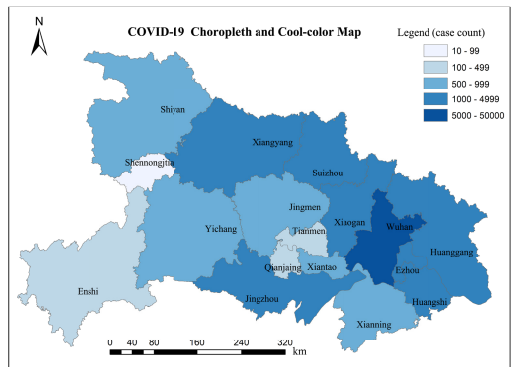 N
COVID-19 Choropleth and Cool-color Map
Legend (case count)
10 - 99
100 - 499
500 - 999
1000 - 4999
5000 - 50000
Shiyan
Xiangyang
Shennongjia
Suizhou
Jingmen
Yichang
Tianmen
Xiaogan
Wuhan
Huanggang
Qianjaing
Xiantao
Ezhou
Enshi
Jingzhou
Huangshi
Xianning
0 20 40 80 160 240 320
km